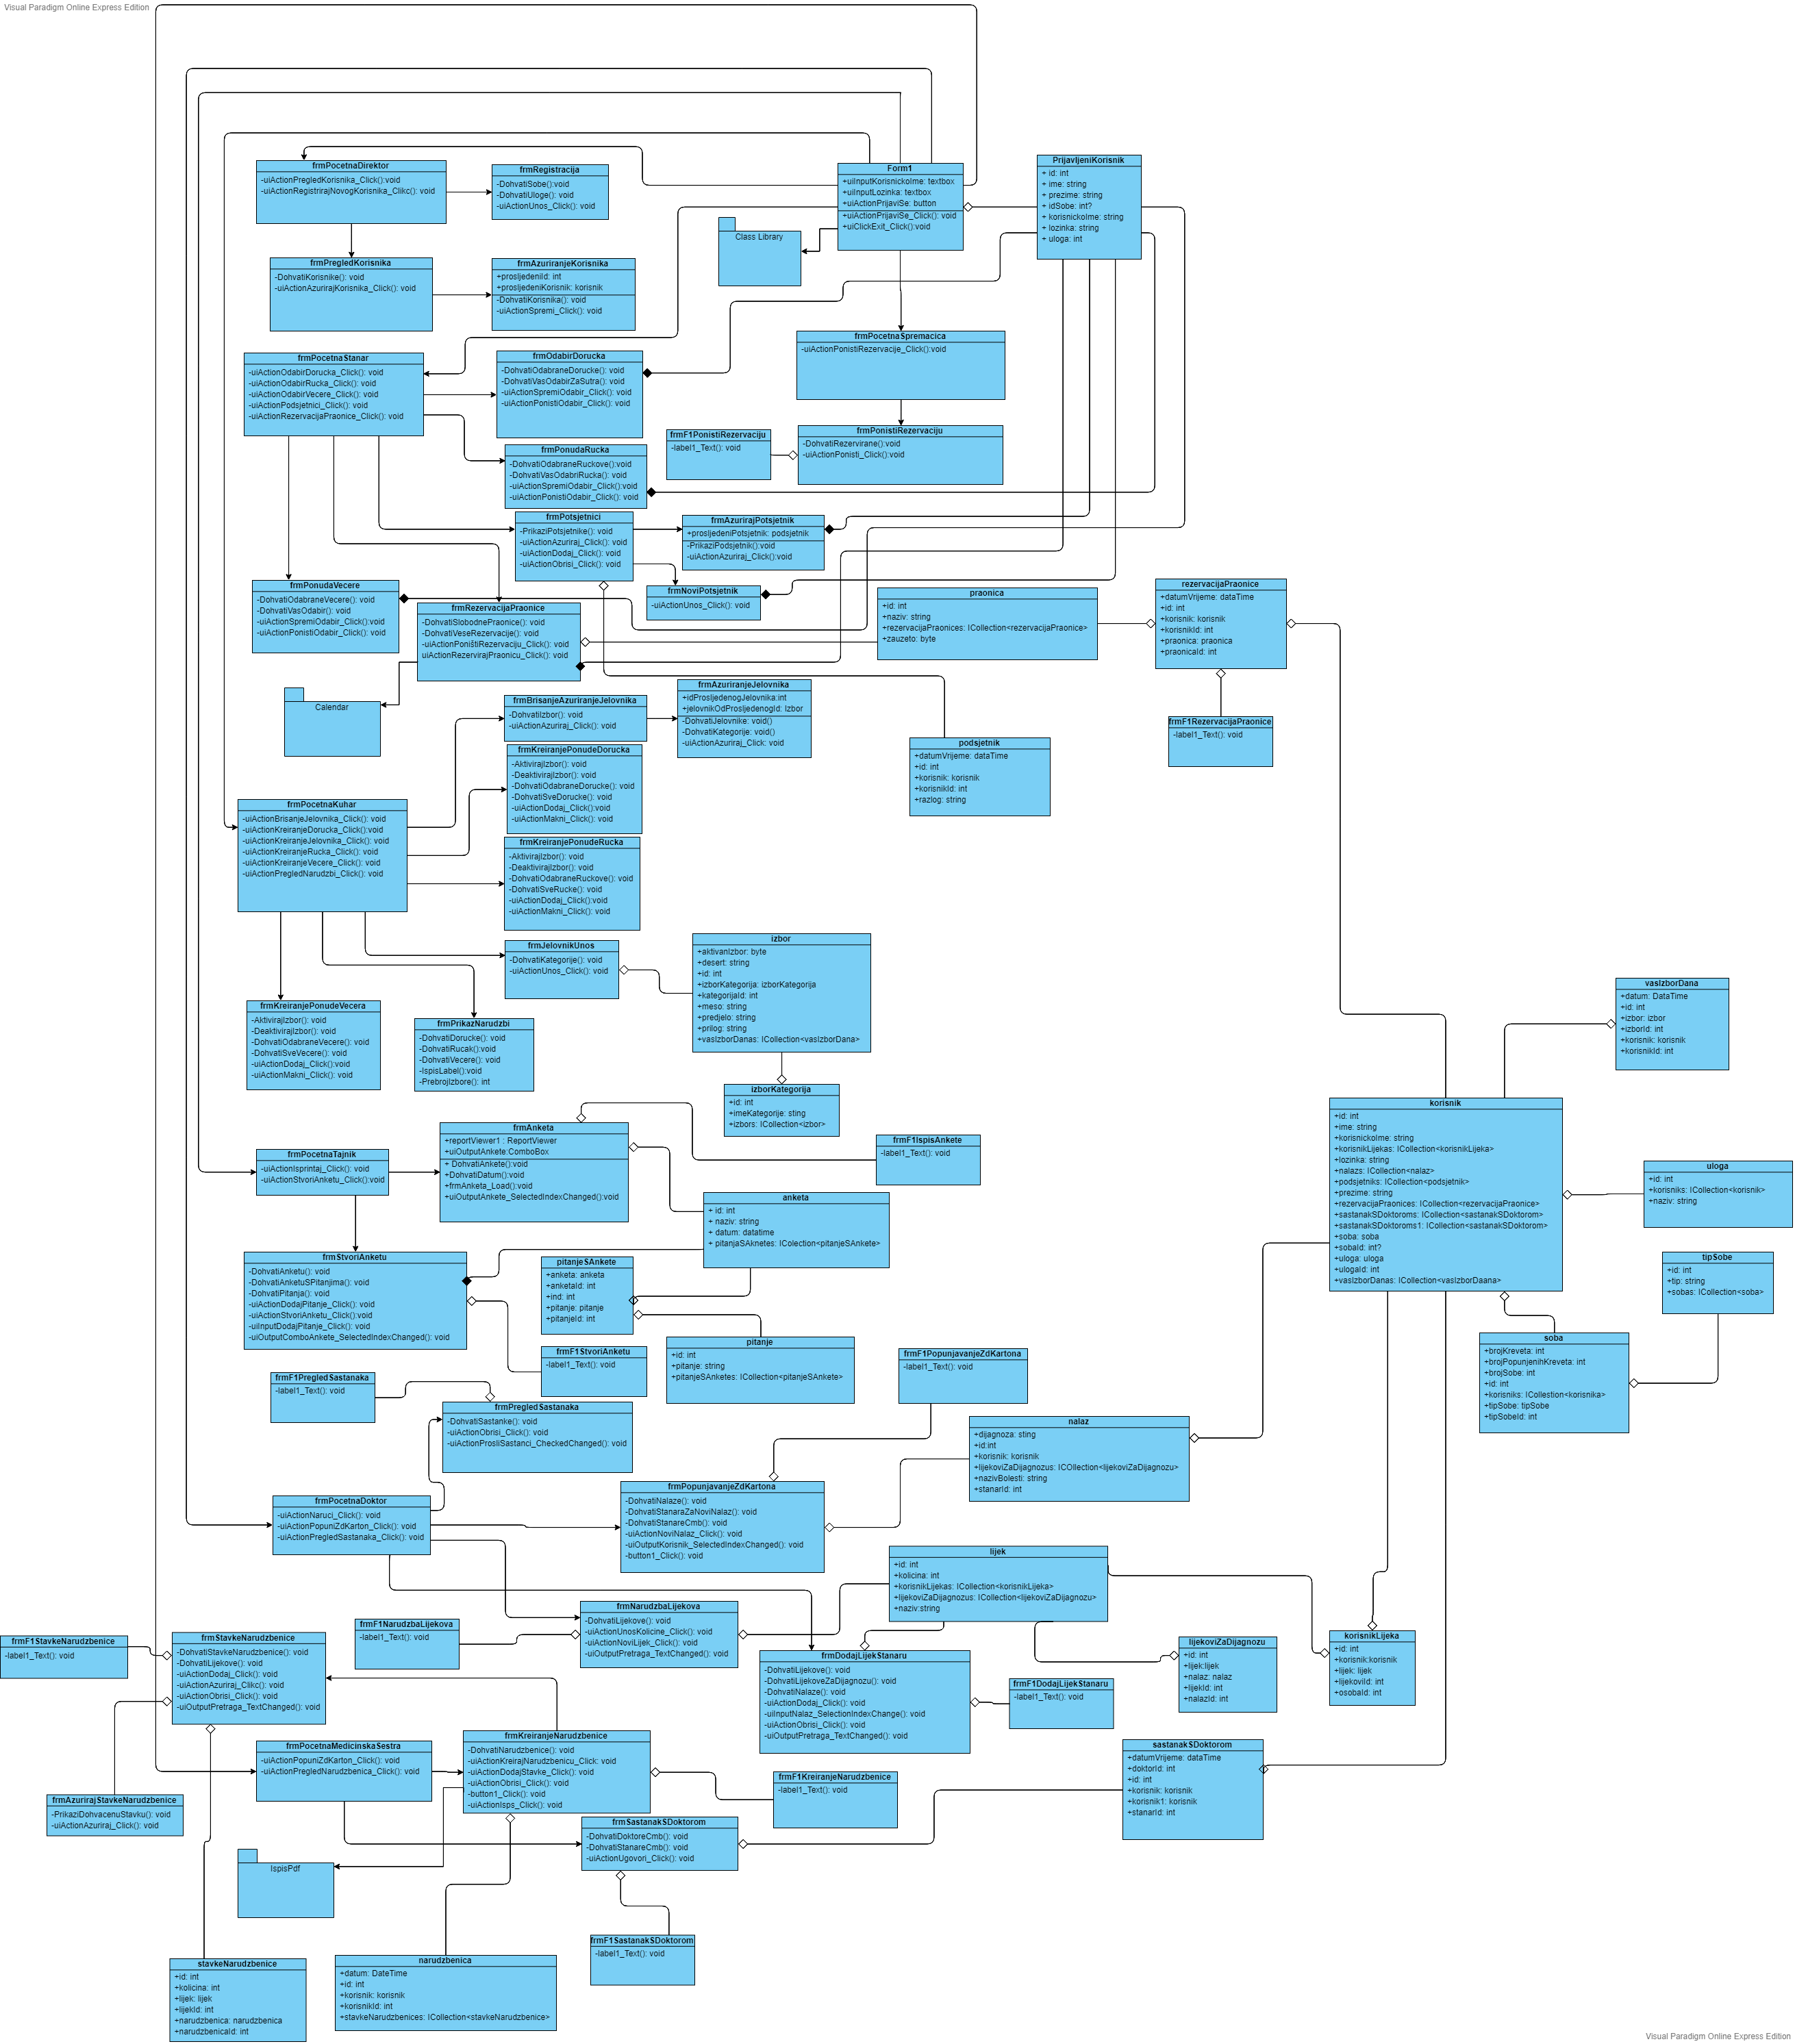 Visual Paradigm Online Express Edition
frmPocetnaDirektor
-uiActionPregledKorisnika_Click():void
-uiActionRegistrirajNovogKorisnika_Clikc(): void
frmRegistracija
-DohvatiSobe():void
-DohvatiUloge(): void
-uiActionUnos_Click(): void
Form1
+uiInputKorisnickoIme: textbox
+uiInputLozinka: textbox
+uiActionPrijaviSe: button
+uiActionPrijaviSe_Click(): void
+uiClickExit_Click():void
PrijavljeniKorisnik
+ id: int
+ ime: string
+ prezime: string
+ idSobe: int?
+ korisnickoIme: string
+ lozinka: string
+ uloga: int
Class Library
frmPregledKorisnika
-DohvatiKorisnike(): void
-uiActionAzurirajKorisnika_Click(): void
frmAzuriranjeKorisnika
+prosljedeniId: int
+prosljedeniKorisnik: korisnik
-DohvatiKorisnika(): void
-uiActionSpremi_Click(): void
frmPocetnaSpremacica
-uiActionPonistiRezervacije_Click():void
frmPocetnaStanar
-uiActionOdabirDorucka_Click(): void
-uiActionOdabirRucka_Click(): void
-uiActionOdabirVecere_Click(): void
-uiActionPodsjetnici_Click(): void
-uiActionRezervacijaPraonice_Click(): void
frmOdabirDorucka
-DohvatiOdabraneDorucke(): void
-DohvatiVasOdabirZaSutra(): void
-uiActionSpremiOdabir_Click(): void
-uiActionPonistiOdabir_Click(): void
frmF1PonistiRezervaciju
-label1_Text(): void
frmPonistiRezervaciju
-DohvatiRezervirane():void
-uiActionPonisti_Click():void
frmPonudaRucka
-DohvatiOdabraneRuckove():void
-DohvatiVasOdabriRucka(): void
-uiActionSpremiOdabir_Click():void
-uiActionPonistiOdabir_Click(): void
frmPotsjetnici
-PrikaziPotsjetnike(): void
-uiActionAzuriraj_Click(): void
-uiActionDodaj_Click(): void
-uiActionObrisi_Click(): void
frmAzurirajPotsjetnik
+prosljedeniPotsjetnik: podsjetnik
-PrikaziPodsjetnik():void
-uiActionAzuriraj_Click():void
frmPonudaVecere
-DohvatiOdabraneVecere(): void
-DohvatiVasOdabir(): void
-uiActionSpremiOdabir_Click():void
-uiActionPonistiOdabir_Click(): void
frmNoviPotsjetnik
-uiActionUnos_Click(): void
frmRezervacijaPraonice
-DohvatiSlobodnePraonice(): void
-DohvatiVeseRezervacije(): void
-uiActionPoništiRezervaciju_Click(): void
uiActionRezervirajPraonicu_Click(): void
praonica
+id: int
+naziv: string
+rezervacijaPraonices: ICollection<rezervacijaPraonice>
+zauzeto: byte
rezervacijaPraonice
+datumVrijeme: dataTime
+id: int
+korisnik: korisnik
+korisnikId: int
+praonica: praonica
+praonicaId: int
Calendar
frmBrisanjeAzuriranjeJelovnika
-DohvatiIzbor(): void
-uiActionAzuriraj_Click(): void
frmAzuriranjeJelovnika
+idProsljedenogJelovnika:int
+jelovnikOdProsljedenogId: Izbor
-DohvatiJelovnike: void()
-DohvatiKategorije: void()
-uiActionAzuriraj_Click: void
frmF1RezervacijaPraonice
-label1_Text(): void
podsjetnik
+datumVrijeme: dataTime
+id: int
+korisnik: korisnik
+korisnikId: int
+razlog: string
frmKreiranjePonudeDorucka
-AktivirajIzbor(): void
-DeaktivirajIzbor(): void
-DohvatiOdabraneDorucke(): void
-DohvatiSveDorucke(): void
-uiActionDodaj_Click():void
-uiActionMakni_Click(): void
frmPocetnaKuhar
-uiActionBrisanjeJelovnika_Click(): void
-uiActionKreiranjeDorucka_Click():void
-uiActionKreiranjeJelovnika_Click(): void
-uiActionKreiranjeRucka_Click(): void
-uiActionKreiranjeVecere_Click(): void
-uiActionPregledNarudzbi_Click(): void
frmKreiranjePonudeRucka
-AktivirajIzbor(): void
-DeaktivirajIzbor(): void
-DohvatiOdabraneRuckove(): void
-DohvatiSveRucke(): void
-uiActionDodaj_Click():void
-uiActionMakni_Click(): void
frmJelovnikUnos
-DohvatiKategorije(): void
-uiActionUnos_Click(): void
izbor
+aktivanIzbor: byte
+desert: string
+id: int
+izborKategorija: izborKategorija
+kategorijaId: int
+meso: string
+predjelo: string
+prilog: string
+vasIzborDanas: ICollection<vasIzborDana>
vasIzborDana
+datum: DataTime
+id: int
+izbor: izbor
+izborId: int
+korisnik: korisnik
+korisnikId: int
frmKreiranjePonudeVecera
-AktivirajIzbor(): void
-DeaktivirajIzbor(): void
-DohvatiOdabraneVecere(): void
-DohvatiSveVecere(): void
-uiActionDodaj_Click():void
-uiActionMakni_Click(): void
frmPrikazNarudzbi
-DohvatiDorucke(): void
-DohvatiRucak():void
-DohvatiVecere(): void
-IspisLabel():void
-PrebrojIzbore(): int
izborKategorija
+id: int
+imeKategorije: sting
+izbors: ICollection<izbor>
korisnik
+id: int
+ime: string
+korisnickoIme: string
+korisnikLijekas: ICollection<korisnikLijeka>
+lozinka: string
+nalazs: ICollection<nalaz>
+podsjetniks: ICollection<podsjetnik>
+prezime: string
+rezervacijaPraonices: ICollection<rezervacijaPraonice>
+sastanakSDoktoroms: ICollection<sastanakSDoktorom>
+sastanakSDoktoroms1: ICollection<sastanakSDoktorom>
+soba: soba
+sobaId: int?
+uloga: uloga
+ulogaId: int
+vasIzborDanas: ICollection<vasIzborDaana>
frmAnketa
+reportViewer1 : ReportViewer
+uiOutputAnkete:ComboBox
+ DohvatiAnkete():void
+DohvatiDatum():void
+frmAnketa_Load():void
+uiOutputAnkete_SelectedIndexChanged():void
frmF1IspisAnkete
-label1_Text(): void
frmPocetnaTajnik
-uiActionIsprintaj_Click(): void
-uiActionStvoriAnketu_Click():void
uloga
+id: int
+korisniks: ICollection<korisnik>
+naziv: string
anketa
+ id: int
+ naziv: string
+ datum: datatime
+ pitanjaSAknetes: ICollection<pitanjeSAnkete>
frmStvoriAnketu
-DohvatiAnketu(): void
-DohvatiAnketuSPitanjima(): void
-DohvatiPitanja(): void
-uiActionDodajPitanje_Click(): void
-uiActionStvoriAnketu_Click():void
-uiInputDodajPitanje_Click(): void
-uiOutputComboAnkete_SelectedIndexChanged(): void
pitanjeSAnkete
+anketa: anketa
+anketaId: int
+ind: int
+pitanje: pitanje
+pitanjeId: int
tipSobe
+id: int
+tip: string
+sobas: ICollection<soba>
pitanje
+id: int
+pitanje: string
+pitanjeSAnketes: ICollection<pitanjeSAnkete>
soba
+brojKreveta: int
+brojPopunjenihKreveta: int
+brojSobe: int
+id: int
+korisniks: ICollestion<korisnika>
+tipSobe: tipSobe
+tipSobeId: int
frmF1StvoriAnketu
-label1_Text(): void
frmF1PopunjavanjeZdKartona
-label1_Text(): void
frmF1PregledSastanaka
-label1_Text(): void
frmPregledSastanaka
-DohvatiSastanke(): void
-uiActionObrisi_Click(): void
-uiActionProsliSastanci_CheckedChanged(): void
nalaz
+dijagnoza: sting
+id:int
+korisnik: korisnik
+lijekoviZaDijagnozus: ICOllection<lijekoviZaDijagnozu>
+nazivBolesti: string
+stanarId: int
frmPopunjavanjeZdKartona
-DohvatiNalaze(): void
-DohvatiStanaraZaNoviNalaz(): void
-DohvatiStanareCmb(): void
-uiActionNoviNalaz_Click(): void
-uiOutputKorisnik_SelectedIndexChanged(): void
-button1_Click(): void
frmPocetnaDoktor
-uiActionNaruci_Click(): void
-uiActionPopuniZdKarton_Click(): void
-uiActionPregledSastanaka_Click(): void
lijek
+id: int
+kolicina: int
+korisnikLijekas: ICollection<korisnikLijeka>
+lijekoviZaDijagnozus: ICollection<lijekoviZaDijagnozu>
+naziv:string
frmNarudzbaLijekova
-DohvatiLijekove(): void
-uiActionUnosKolicine_Click(): void
-uiActionNoviLijek_Click(): void
-uiOutputPretraga_TextChanged(): void
frmF1NarudzbaLijekova
-label1_Text(): void
frmF1StavkeNarudzbenice
-label1_Text(): void
frmStavkeNarudzbenice
-DohvatiStavkeNarudzbenice(): void
-DohvatiLijekove(): void
-uiActionDodaj_Click(): void
-uiActionAzuriraj_Clikc(): void
-uiActionObrisi_Click(): void
-uiOutputPretraga_TextChanged(): void
frmDodajLijekStanaru
-DohvatiLijekove(): void
-DohvatiLijekoveZaDijagnozu(): void
-DohvatiNalaze(): void
-uiActionDodaj_Click(): void
-uiInputNalaz_SelectionIndexChange(): void
-uiActionObrisi_Click(): void
-uiOutputPretraga_TextChanged(): void
lijekoviZaDijagnozu
+id: int
+lijek:lijek
+nalaz: nalaz
+lijekId: int
+nalazId: int
korisnikLijeka
+id: int
+korisnik:korisnik
+lijek: lijek
+lijekoviId: int
+osobaId: int
frmF1DodajLijekStanaru
-label1_Text(): void
frmKreiranjeNarudzbenice
-DohvatiNarudzbenice(): void
-uiActionKreirajNarudzbenicu_Click: void
-uiActionDodajStavke_Click(): void
-uiActionObrisi_Click(): void
-button1_Click(): void
-uiActionIsps_Click(): void
frmPocetnaMedicinskaSestra
-uiActionPopuniZdKarton_Click(): void
-uiActionPregledNarudzbenica_Click(): void
sastanakSDoktorom
+datumVrijeme: dataTime
+doktorId: int
+id: int
+korisnik: korisnik
+korisnik1: korisnik
+stanarId: int
frmF1KreiranjeNarudzbenice
-label1_Text(): void
frmAzurirajStavkeNarudzbenice
-PrikaziDohvacenuStavku(): void
-uiActionAzuriraj_Click(): void
frmSastanakSDoktorom
-DohvatiDoktoreCmb(): void
-DohvatiStanareCmb(): void
-uiActionUgovori_Click(): void
IspisPdf
frmF1SastanakSDoktorom
-label1_Text(): void
stavkeNarudzbenice
+id: int
+kolicina: int
+lijek: lijek
+lijekId: int
+narudzbenica: narudzbenica
+narudzbenicaId: int
narudzbenica
+datum: DateTime
+id: int
+korisnik: korisnik
+korisnikId: int
+stavkeNarudzbenices: ICollection<stavkeNarudzbenice>
Visual Paradigm Online Express Edition